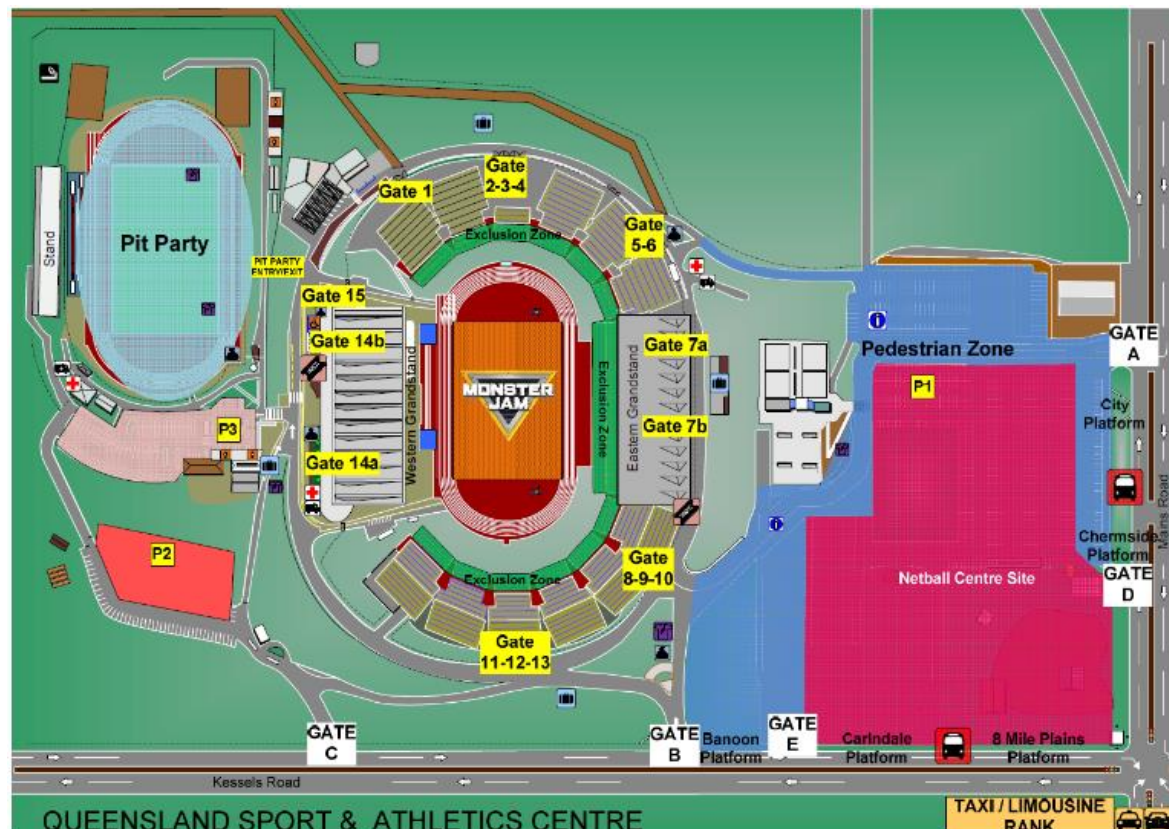 Gate 1
Gate
2-3-4
Gate
5-6
Exclusion Zone
Stand
Pit Party
PIT PARTY
ENTRY/EXIT
Gate 15
Gate 14b
Gate 7a
Pedestrian Zone
GATE
A
P1
MONSTER
JAM
Western Grandstand
Exclusion Zone
Eastern Grandstand
City
Platform
P3
Gate 7b
Gate 14a
Mains Road
Chermside
Platform
P2
Gate
8-9-10
Netball Centre Site
GATE
D
Exclusion Zone
Gate
11-12-13
GATE
C
GATE
B
Banoon
Platform
GATE
E
Carindale
Platform
8 Mile Plains
Platform
Kessels Road
QUEENSLAND SPORT & ATHLETICS CENTRE
TAXI / LIMOUSINE
RANK